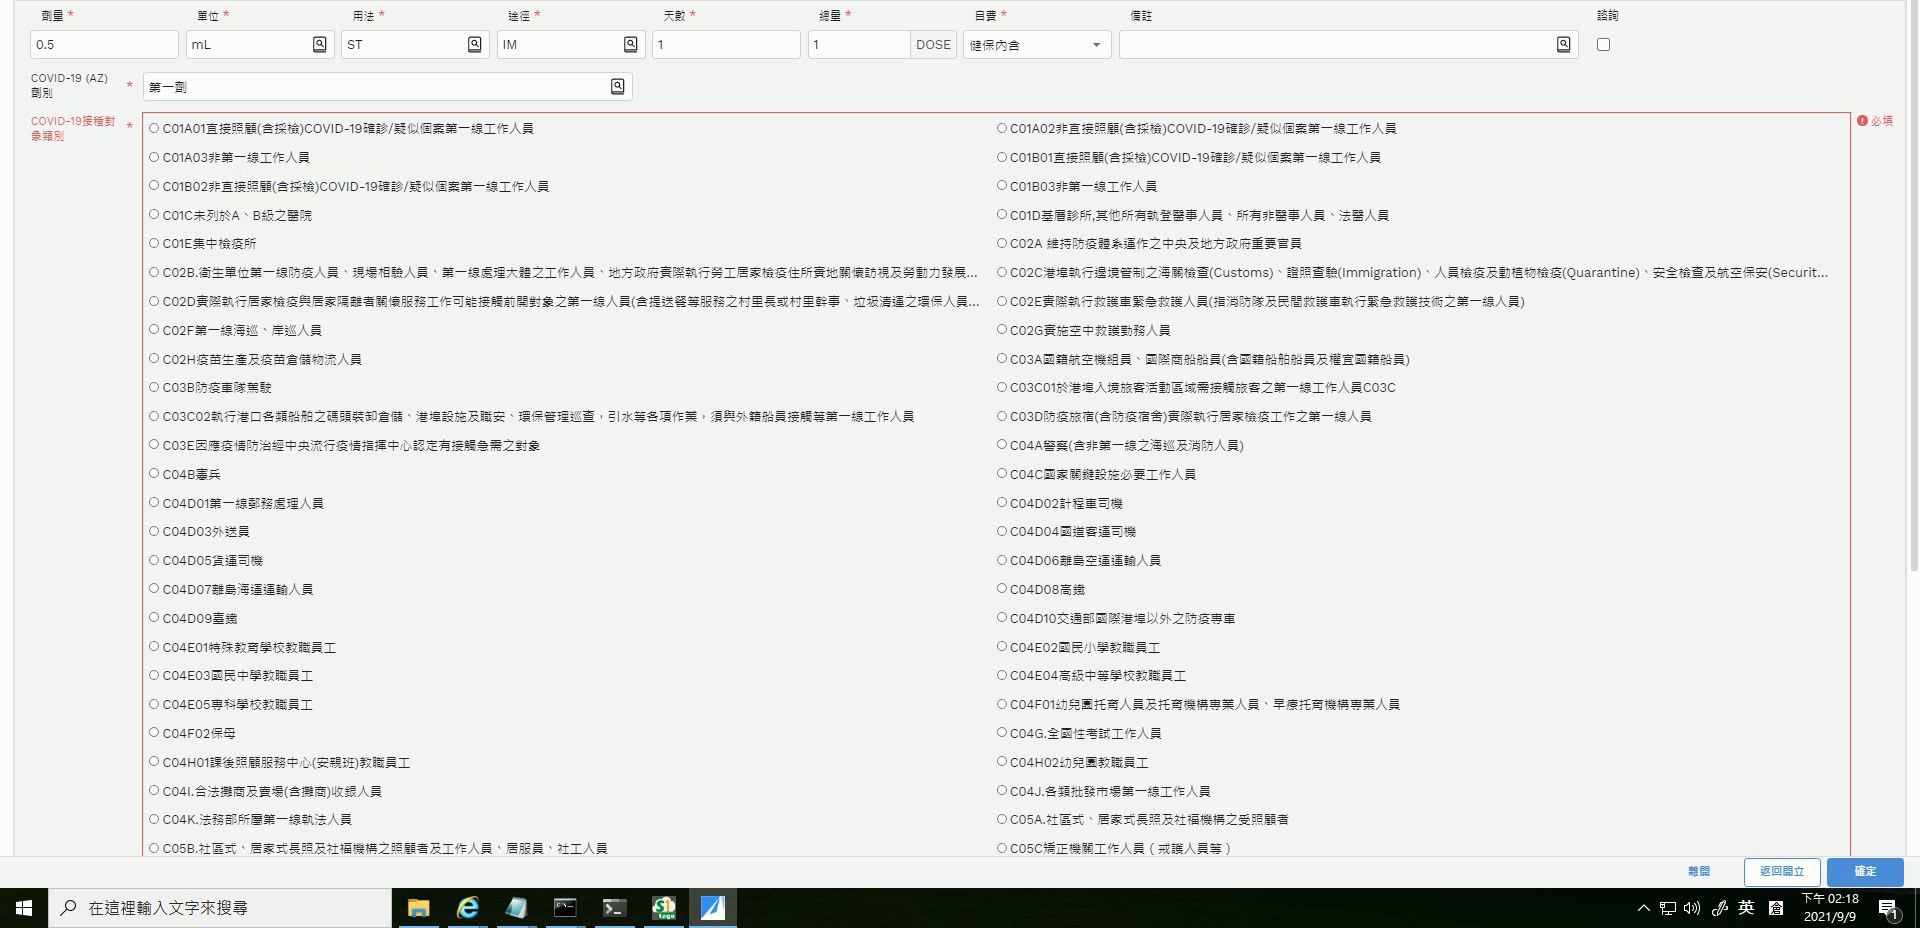 劑量 * 單位 * 用法 * 途徑 * 天數 * 總量 * 自費 * 備註 諮詢
0.5 mL ST IM 1 1 DOSE 健保內含
COVID-19 (AZ) 劑別 * 第一劑
COVID-19接種對象類別 *
必填
C01A01直接照顧(含採檢)COVID-19確診/疑似個案第一線工作人員
C01A02非直接照顧(含採檢)COVID-19確診/疑似個案第一線工作人員
C01A03非第一線工作人員
C01B01直接照顧(含採檢)COVID-19確診/疑似個案第一線工作人員
C01B02非直接照顧(含採檢)COVID-19確診/疑似個案第一線工作人員
C01B03非第一線工作人員
C01C未列於A、B級之醫院
C01D基層診所,其他所有執登醫事人員、所有非醫事人員、法醫人員
C01E集中檢疫所
C02A 維持防疫體系運作之中央及地方政府重要官員
C02B.衛生單位第一線防疫人員、現場相驗人員、第一線處理大體之工作人員、地方政府實際執行勞工居家檢疫住所實地關懷訪視及勞動力發展...
C02C港埠執行邊境管制之海關檢查(Customs)、證照查驗(Immigration)、人員檢疫及動植物檢疫(Quarantine)、安全檢查及航空保安(Securit...
C02D實際執行居家檢疫與居家隔離者關懷服務工作可能接觸前開對象之第一線人員(含提送餐等服務之村里長或村里幹事、垃圾清運之環保人員...
C02E實際執行救護車緊急救護人員(指消防隊及民間救護車執行緊急救護技術之第一線人員)
C02F第一線海巡、岸巡人員
C02G實施空中救護勤務人員
C02H疫苗生產及疫苗倉儲物流人員
C03A國籍航空機組員、國際商船船員(含國籍船舶船員及權宜國籍船員)
C03B防疫車隊駕駛
C03C01於港埠入境旅客活動區域需接觸旅客之第一線工作人員C03C
C03C02執行港口各類船舶之碼頭裝卸倉儲、港埠設施及職安、環保管理巡查，引水等各項作業，須與外籍船員接觸等第一線工作人員
C03D防疫旅宿(含防疫宿舍)實際執行居家檢疫工作之第一線人員
C03E因應疫情防治經中央流行疫情指揮中心認定有接觸急需之對象
C04A警察(含非第一線之海巡及消防人員)
C04B憲兵
C04C國家關鍵設施必要工作人員
C04D01第一線郵務處理人員
C04D02計程車司機
C04D03外送員
C04D04國道客運司機
C04D05貨運司機
C04D06離島空運運輸人員
C04D07離島海運運輸人員
C04D08高鐵
C04D09臺鐵
C04D10交通部國際港埠以外之防疫專車
C04E01特殊教育學校教職員工
C04E02國民小學教職員工
C04E03國民中學教職員工
C04E04高級中等學校教職員工
C04E05專科學校教職員工
C04F01幼兒園托育人員及托育機構專業人員、早療托育機構專業人員
C04F02保母
C04G.全國性考試工作人員
C04H01課後照顧服務中心(安親班)教職員工
C04H02幼兒園教職員工
C04I.合法攤商及賣場(含攤商)收銀人員
C04J.各類批發市場第一線工作人員
C04K.法務部所屬第一線執法人員
C05A.社區式、居家式長照及社福機構之受照顧者
C05B.社區式、居家式長照及社福機構之照顧者及工作人員、居服員、社工人員
C05C矯正機關工作人員（戒護人員等）
離開 返回開立 確定
在這裡輸入文字來搜尋
英 倉 下午 02:18
2021/9/9
1